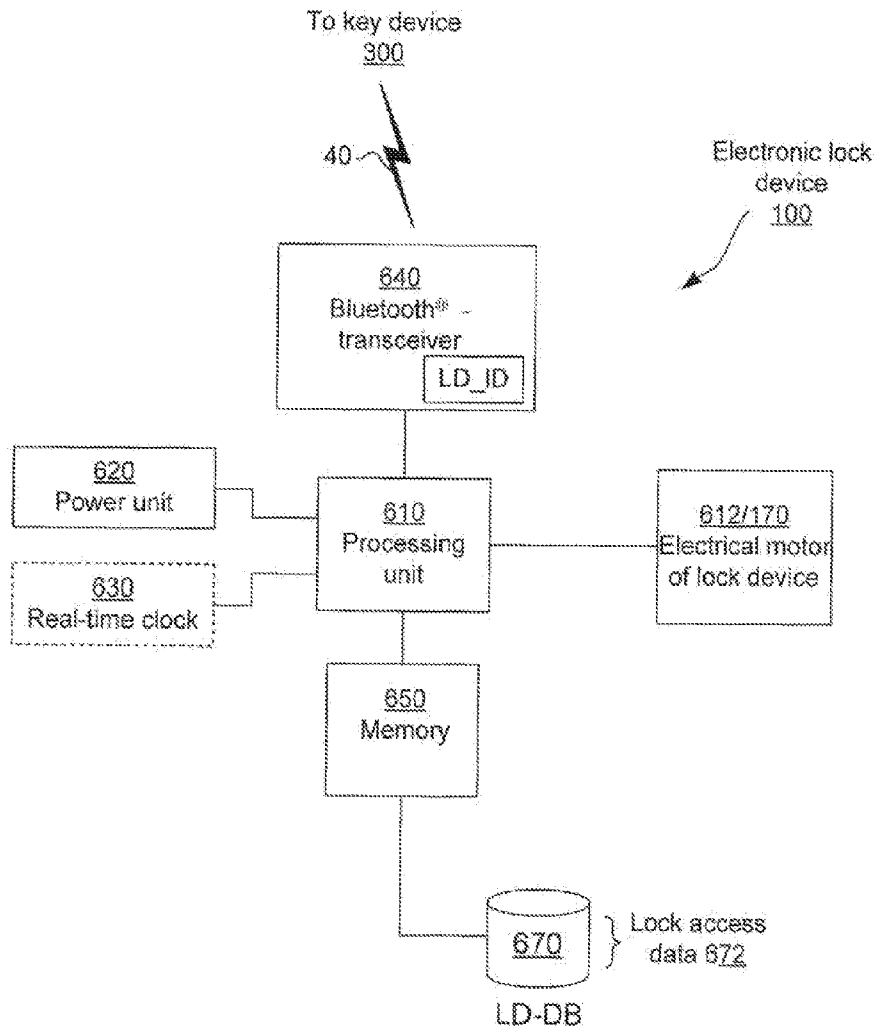 To key device
300
40
Electronic lock
device
100
640
Bluetooth® -
transceiver
LD_ID
620
Power unit
610
Processing
unit
612/170
Electrical motor
of lock device
630
Real-time clock
650
Memory
670
Lock access
data 672
LD-DB